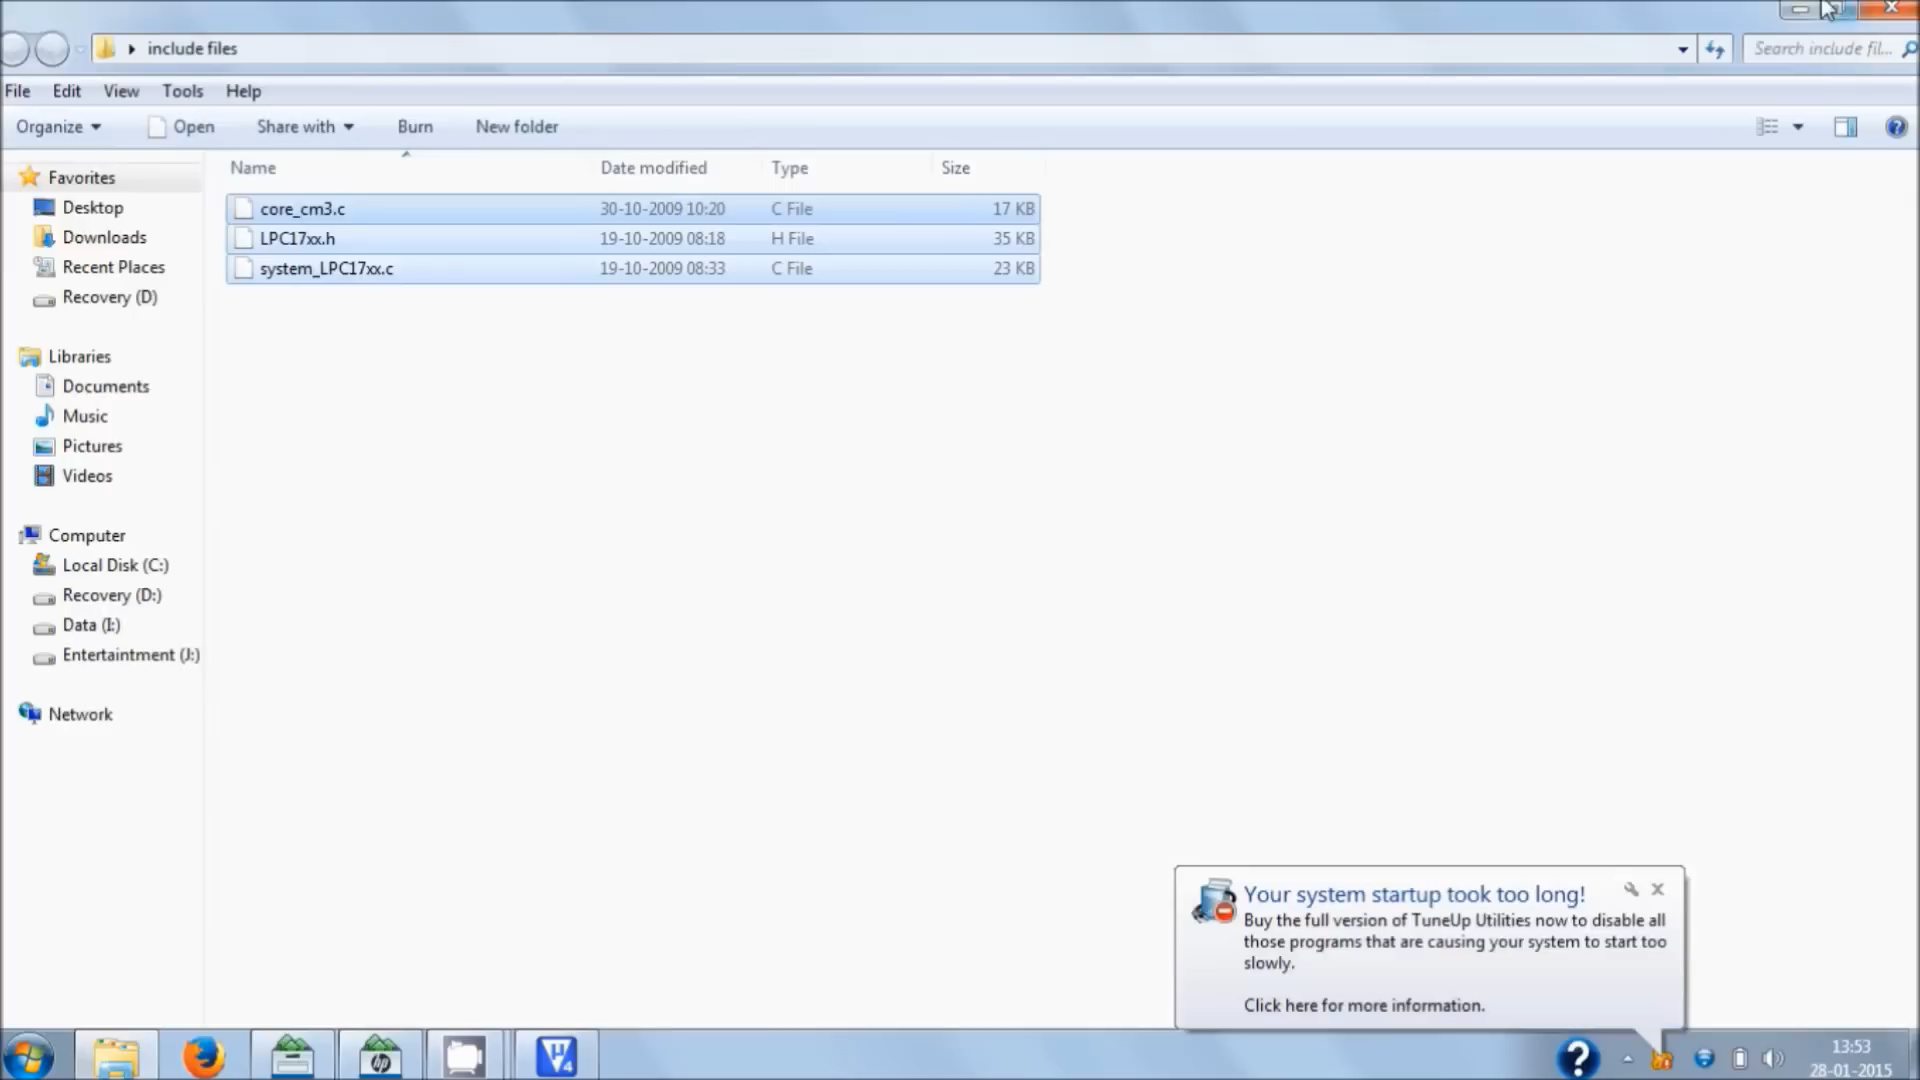 include files
Search include fil...
File Edit View Tools Help
Organize Open Share with Burn New folder
Name Date modified Type Size
Favorites
Desktop
Downloads
Recent Places
Recovery (D)
Libraries
Documents
Music
Pictures
Videos
Computer
Local Disk (C:)
Recovery (D:)
Data (I:)
Entertaintment (J:)
Network
core_cm3.c 30-10-2009 10:20 C File 17 KB
LPC17xx.h 19-10-2009 08:18 H File 35 KB
system_LPC17xx.c 19-10-2009 08:33 C File 23 KB
Your system startup took too long!
Buy the full version of TuneUp Utilities now to disable all
those programs that are causing your system to start too
slowly.
Click here for more information.
13:53
28-01-2015